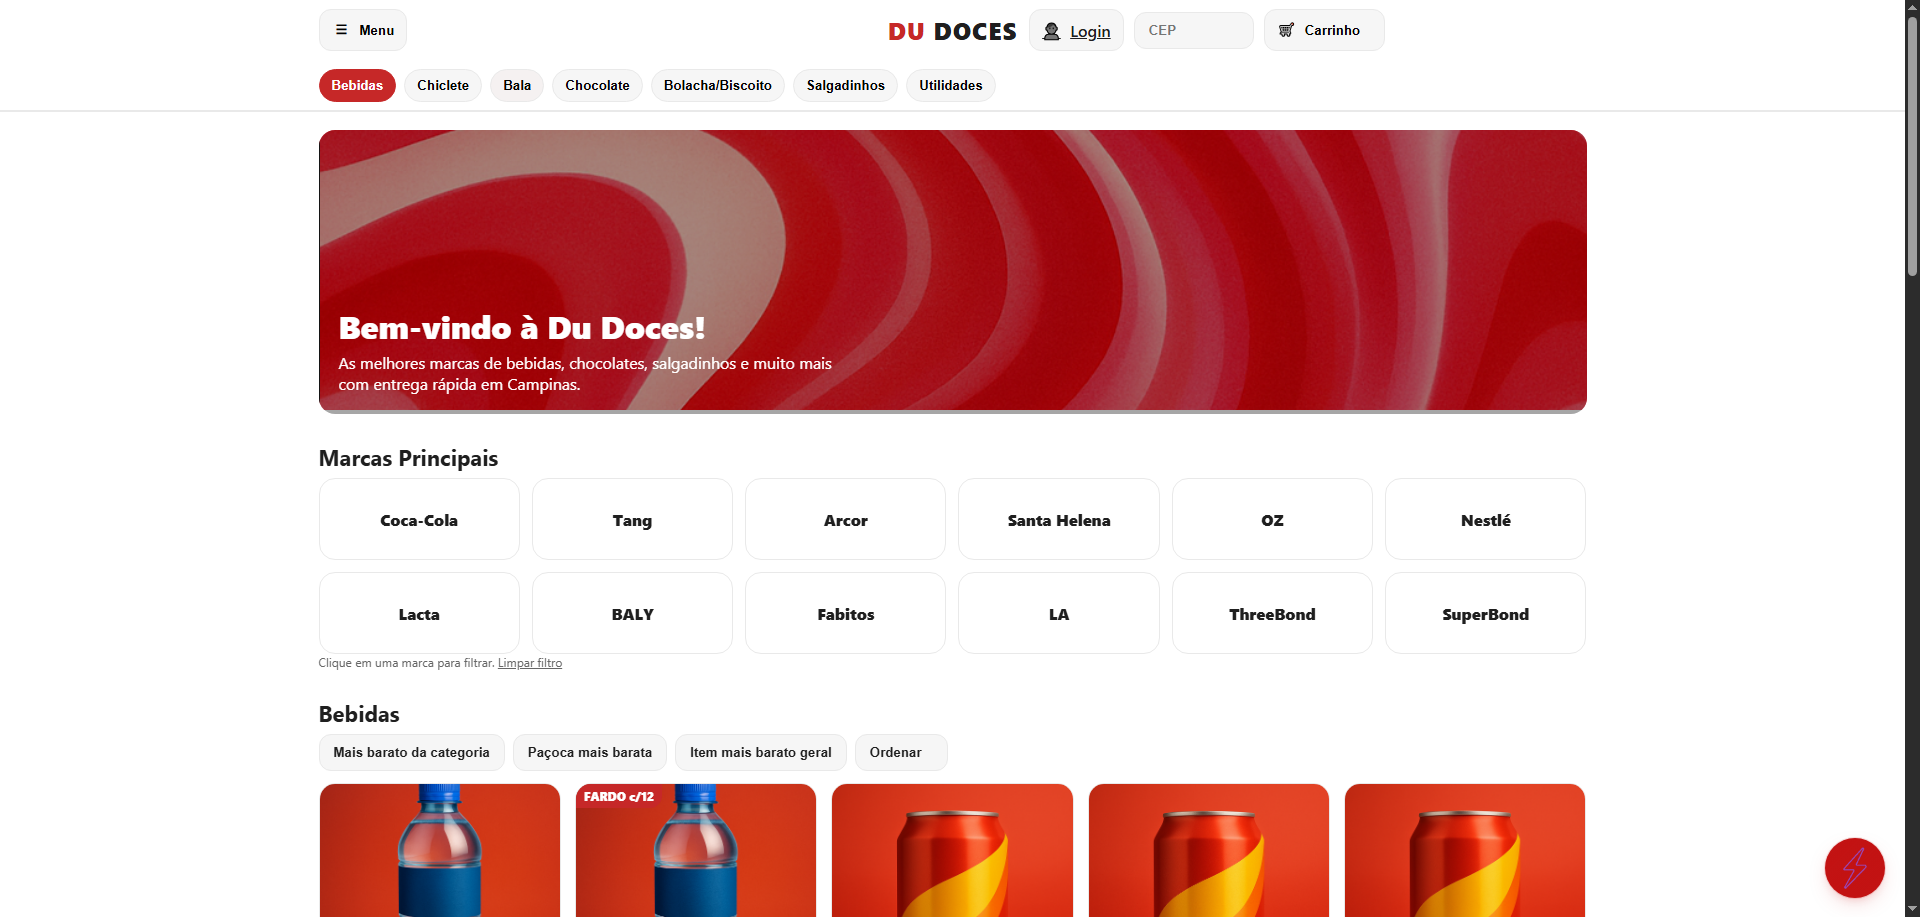 ☰ Menu
DU DOCES
Login
CEP
Carrinho
Bebidas
Chiclete
Bala
Chocolate
Bolacha/Biscoito
Salgadinhos
Utilidades
Bem-vindo à Du Doces!
As melhores marcas de bebidas, chocolates, salgadinhos e muito mais
com entrega rápida em Campinas.
Marcas Principais
Coca-Cola
Tang
Arcor
Santa Helena
OZ
Nestlé
Lacta
BALY
Fabitos
LA
ThreeBond
SuperBond
Clique em uma marca para filtrar. Limpar filtro
Bebidas
Mais barato da categoria
Paçoca mais barata
Item mais barato geral
Ordenar
FARDO c/12